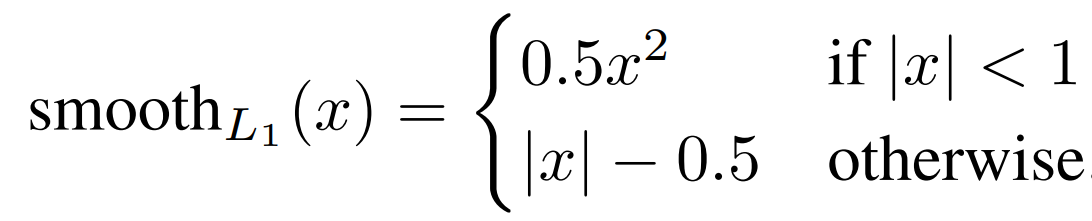 smooth_{L_1}(x) = { 0.5x^2 if |x| < 1
|x| − 0.5 otherwise.